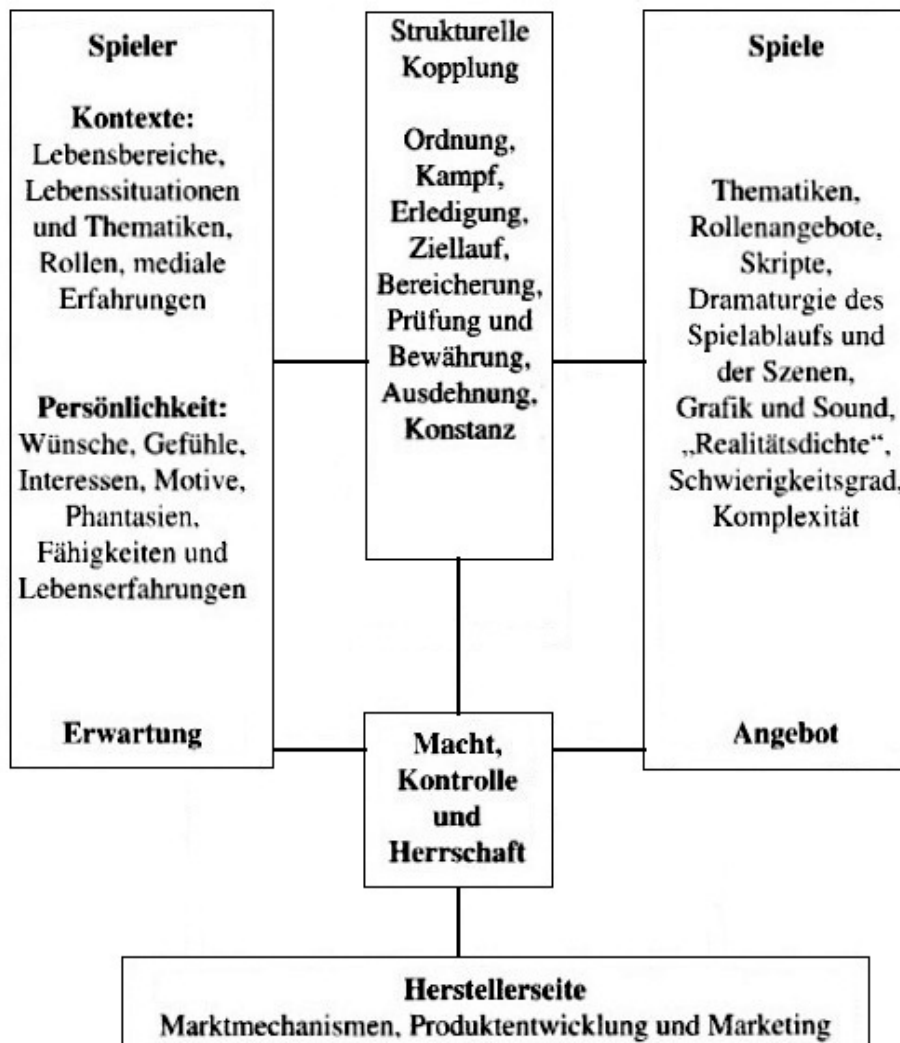 Spieler
Kontexte:
Lebensbereiche,
Lebenssituationen
und Thematiken,
Rollen, mediale
Erfahrungen
Persönlichkeit:
Wünsche, Gefühle,
Interessen, Motive,
Phantasien,
Fähigkeiten und
Lebenserfahrungen
Erwartung
Strukturelle
Kopplung
Ordnung,
Kampf,
Erledigung,
Ziellauf,
Bereicherung,
Prüfung und
Bewährung,
Ausdehnung,
Konstanz
Spiele
Thematiken,
Rollenangebote,
Skripte,
Dramaturgie des
Spielablaufs und
der Szenen,
Grafik und Sound,
„Realitätsdichte“,
Schwierigkeitsgrad,
Komplexität
Angebot
Macht,
Kontrolle
und
Herrschaft
Herstellerseite
Marktmechanismen, Produktentwicklung und Marketing